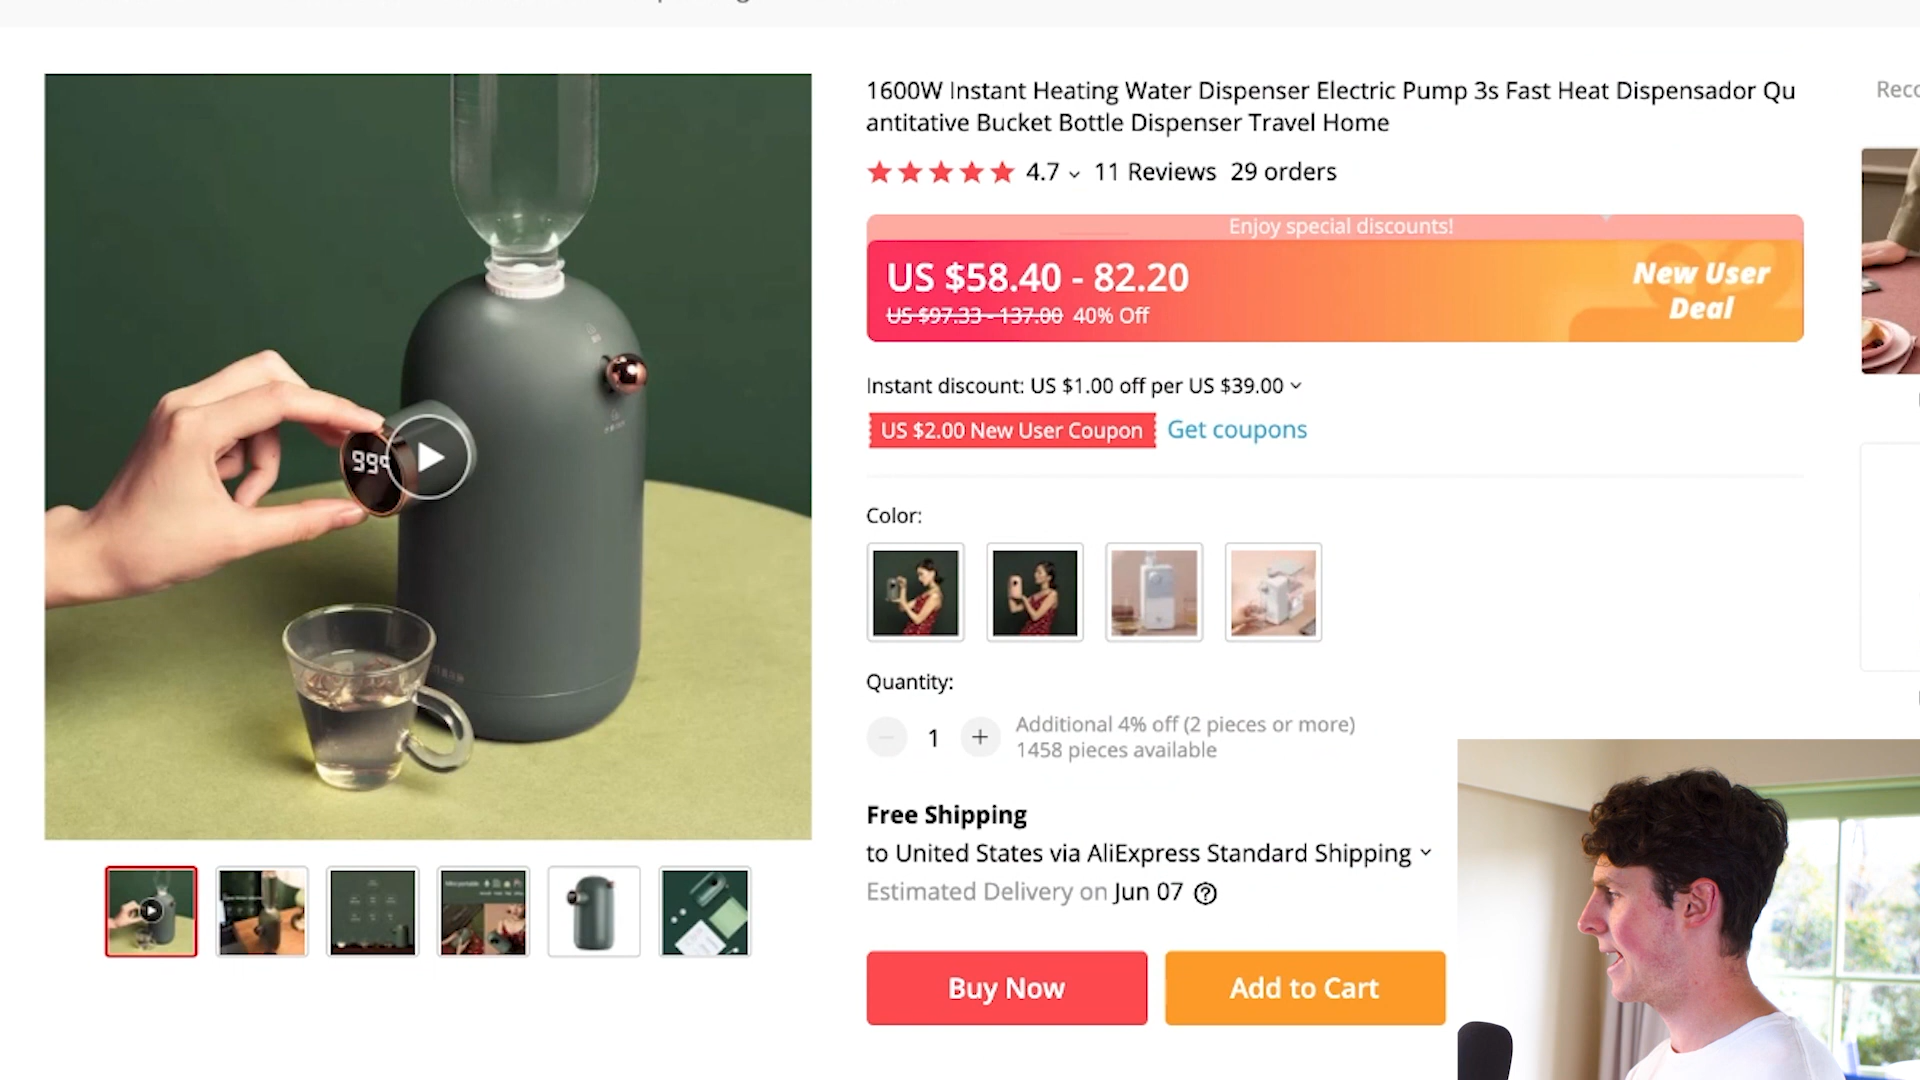 1600W Instant Heating Water Dispenser Electric Pump 3s Fast Heat Dispensador Qu
antitative Bucket Bottle Dispenser Travel Home
4.7 11 Reviews 29 orders
Enjoy special discounts!
US $58.40 - 82.20
US $97.33 - 137.00 40% Off
New User
Deal
Instant discount: US $1.00 off per US $39.00
US $2.00 New User Coupon Get coupons
Color:
Quantity:
1
Additional 4% off (2 pieces or more)
1458 pieces available
Free Shipping
to United States via AliExpress Standard Shipping
Estimated Delivery on Jun 07
Buy Now
Add to Cart